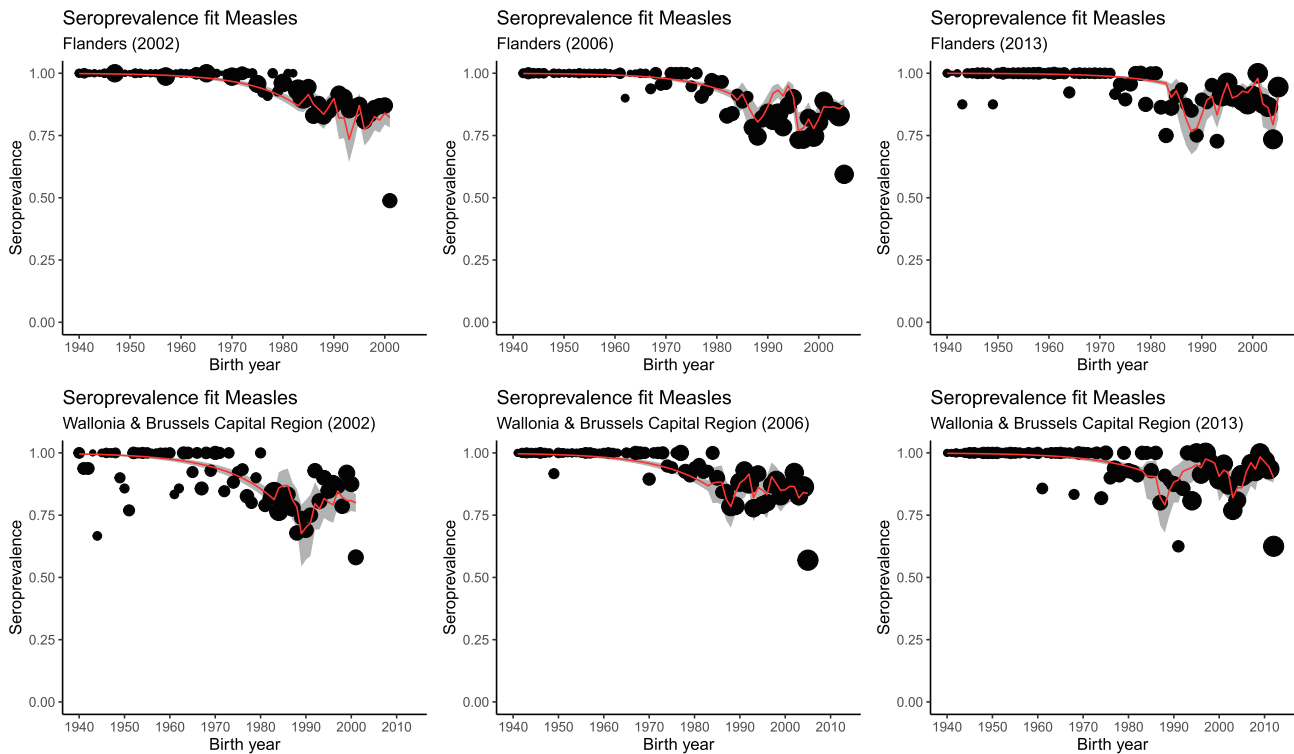 Seroprevalence fit Measles
Flanders (2002)
Seroprevalence
1.00
0.75
0.50
0.25
0.00
1940 1950 1960 1970 1980 1990 2000
Birth year
Seroprevalence fit Measles
Flanders (2006)
Seroprevalence
1.00
0.75
0.50
0.25
0.00
1940 1950 1960 1970 1980 1990 2000
Birth year
Seroprevalence fit Measles
Flanders (2013)
Seroprevalence
1.00
0.75
0.50
0.25
0.00
1940 1950 1960 1970 1980 1990 2000
Birth year
Seroprevalence fit Measles
Wallonia & Brussels Capital Region (2002)
Seroprevalence
1.00
0.75
0.50
0.25
0.00
1940 1950 1960 1970 1980 1990 2000 2010
Birth year
Seroprevalence fit Measles
Wallonia & Brussels Capital Region (2006)
Seroprevalence
1.00
0.75
0.50
0.25
0.00
1940 1950 1960 1970 1980 1990 2000 2010
Birth year
Seroprevalence fit Measles
Wallonia & Brussels Capital Region (2013)
Seroprevalence
1.00
0.75
0.50
0.25
0.00
1940 1950 1960 1970 1980 1990 2000 2010
Birth year